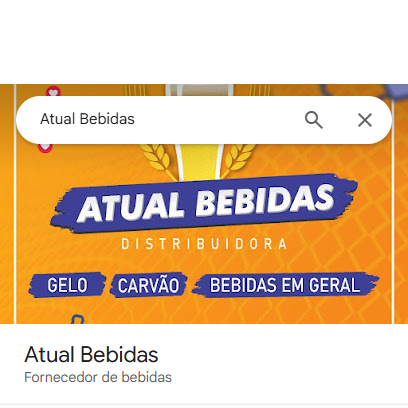 Atual Bebidas
ATUAL BEBIDAS
DISTRIBUIDORA
GELO CARVÃO BEBIDAS EM GERAL
Atual Bebidas
Fornecedor de bebidas